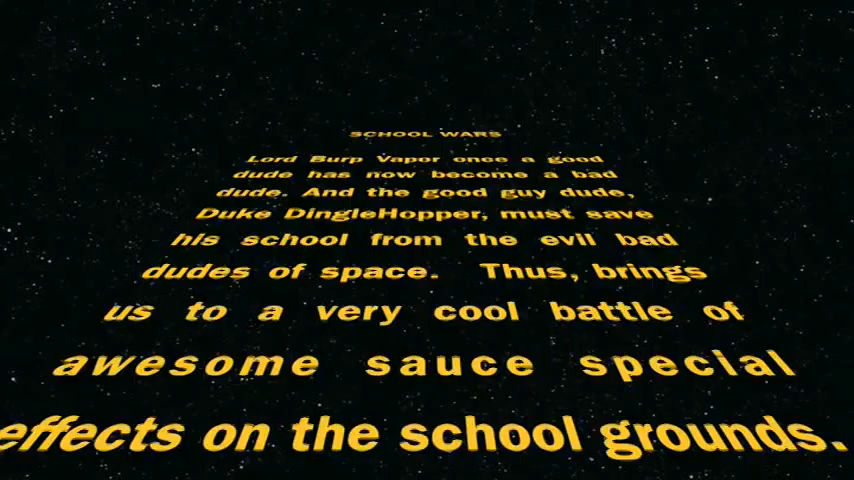 SCHOOL WARS
Lord Burp Vapor once a good
dude has now become a bad
dude. And the good guy dude,
Duke DingleHopper, must save
his school from the evil bad
dudes of space. Thus, brings
us to a very cool battle of
awesome sauce special
effects on the school grounds.